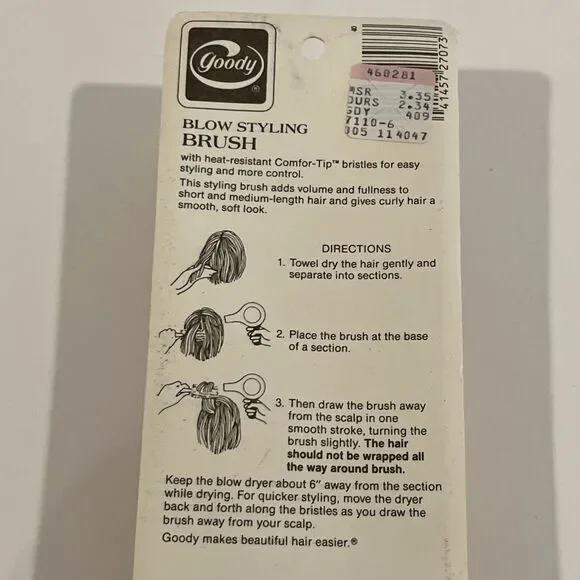 Goody
®
460281
MSR 3.35
OURS 2.34
GDY 409
7110-6
005 114047
41457 27073
BLOW STYLING
BRUSH
with heat-resistant Comfor-Tip™ bristles for easy
styling and more control.
This styling brush adds volume and fullness to
short and medium-length hair and gives curly hair a
smooth, soft look.
DIRECTIONS
1. Towel dry the hair gently and
separate into sections.
2. Place the brush at the base
of a section.
3. Then draw the brush away
from the scalp in one
smooth stroke, turning the
brush slightly. The hair
should not be wrapped all
the way around brush.
Keep the blow dryer about 6" away from the section
while drying. For quicker styling, move the dryer
back and forth along the bristles as you draw the
brush away from your scalp.
Goody makes beautiful hair easier.®